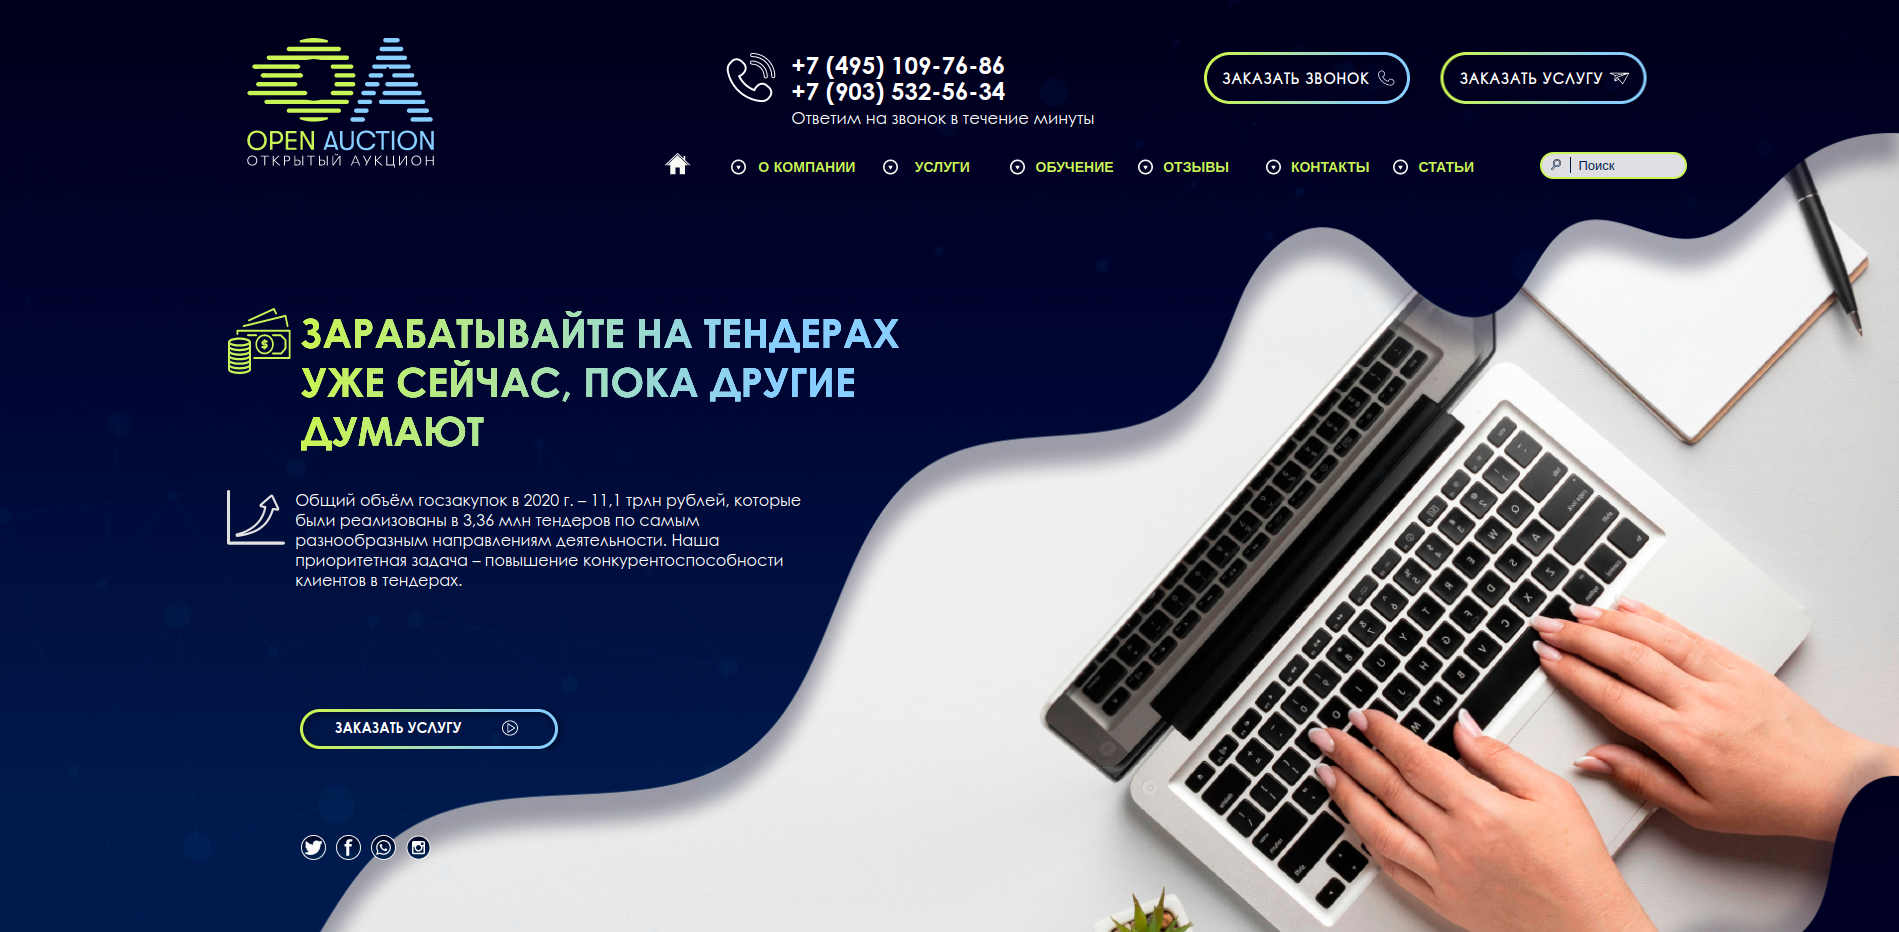 OPEN AUCTION
ОТКРЫТЫЙ АУКЦИОН
+7 (495) 109-76-86
+7 (903) 532-56-34
Ответим на звонок в течение минуты
ЗАКАЗАТЬ ЗВОНОК
ЗАКАЗАТЬ УСЛУГУ
О КОМПАНИИ
УСЛУГИ
ОБУЧЕНИЕ
ОТЗЫВЫ
КОНТАКТЫ
СТАТЬИ
Поиск
ЗАРАБАТЫВАЙТЕ НА ТЕНДЕРАХ
УЖЕ СЕЙЧАС, ПОКА ДРУГИЕ
ДУМАЮТ
Общий объём госзакупок в 2020 г. – 11,1 трлн рублей, которые
были реализованы в 3,36 млн тендеров по самым
разнообразным направлениям деятельности. Наша
приоритетная задача – повышение конкурентоспособности
клиентов в тендерах.
ЗАКАЗАТЬ УСЛУГУ